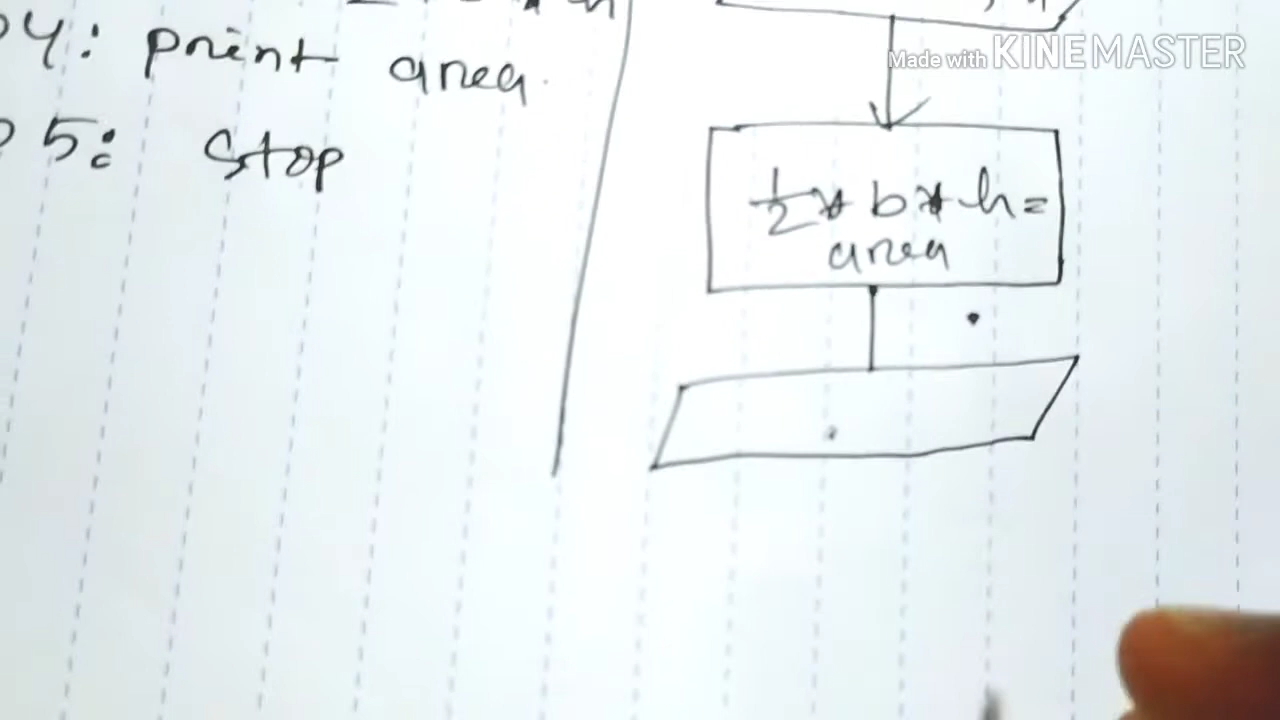 4: print area
5: stop
Made with KINEMASTER
1/2 * b * h =
area